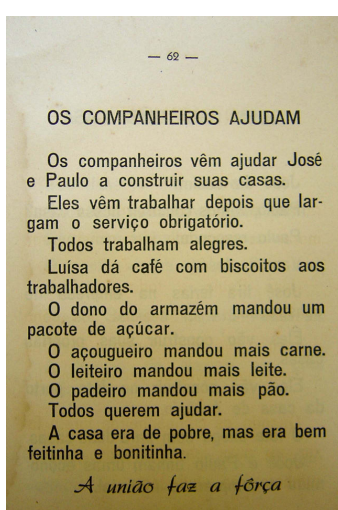 — 62 —
OS COMPANHEIROS AJUDAM
Os companheiros vêm ajudar José
e Paulo a construir suas casas.
Eles vêm trabalhar depois que lar-
gam o serviço obrigatório.
Todos trabalham alegres.
Luísa dá café com biscoitos aos
trabalhadores.
O dono do armazém mandou um
pacote de açúcar.
O açougueiro mandou mais carne.
O leiteiro mandou mais leite.
O padeiro mandou mais pão.
Todos querem ajudar.
A casa era de pobre, mas era bem
feitinha e bonitinha.
A união faz a fôrça